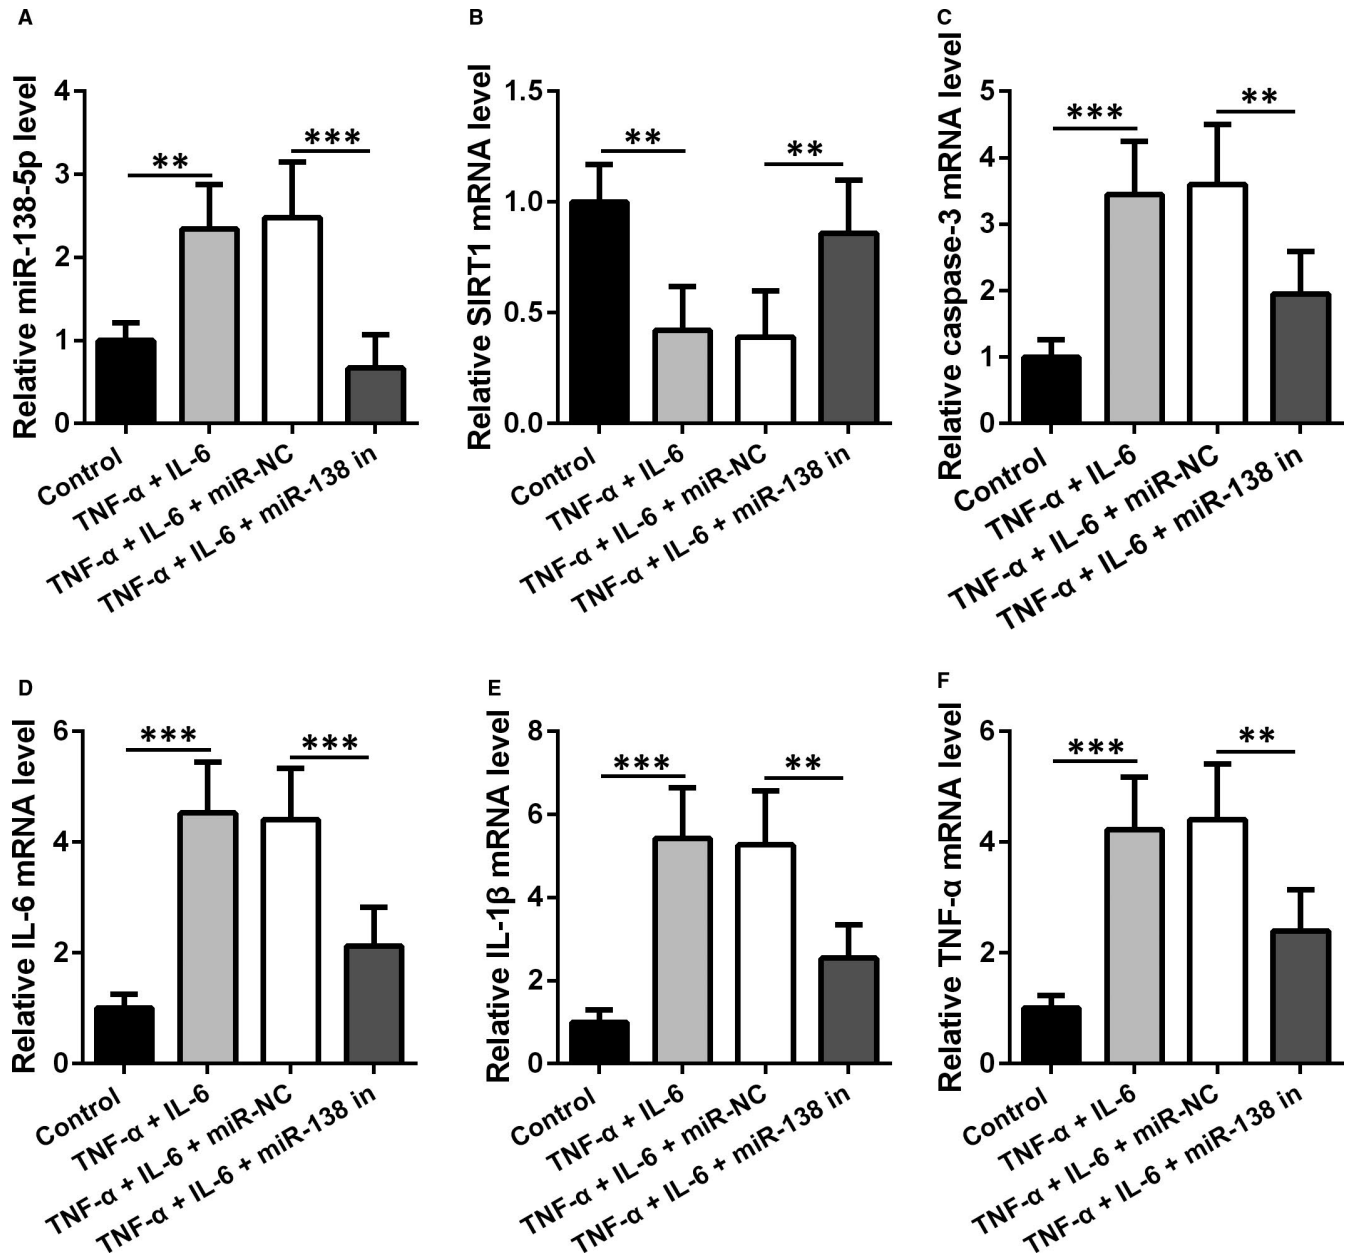 A
Relative miR-138-5p level
4
3
2
1
0
**
***
Control
TNF-α + IL-6
TNF-α + IL-6 + miR-NC
TNF-α + IL-6 + miR-138 in
B
Relative SIRT1 mRNA level
1.5
1.0
0.5
0.0
**
**
Control
TNF-α + IL-6
TNF-α + IL-6 + miR-NC
TNF-α + IL-6 + miR-138 in
C
Relative caspase-3 mRNA level
5
4
3
2
1
0
***
**
Control
TNF-α + IL-6
TNF-α + IL-6 + miR-NC
TNF-α + IL-6 + miR-138 in
D
Relative IL-6 mRNA level
6
4
2
0
***
***
Control
TNF-α + IL-6
TNF-α + IL-6 + miR-NC
TNF-α + IL-6 + miR-138 in
E
Relative IL-1β mRNA level
8
6
4
2
0
***
**
Control
TNF-α + IL-6
TNF-α + IL-6 + miR-NC
TNF-α + IL-6 + miR-138 in
F
Relative TNF-α mRNA level
6
4
2
0
***
**
Control
TNF-α + IL-6
TNF-α + IL-6 + miR-NC
TNF-α + IL-6 + miR-138 in